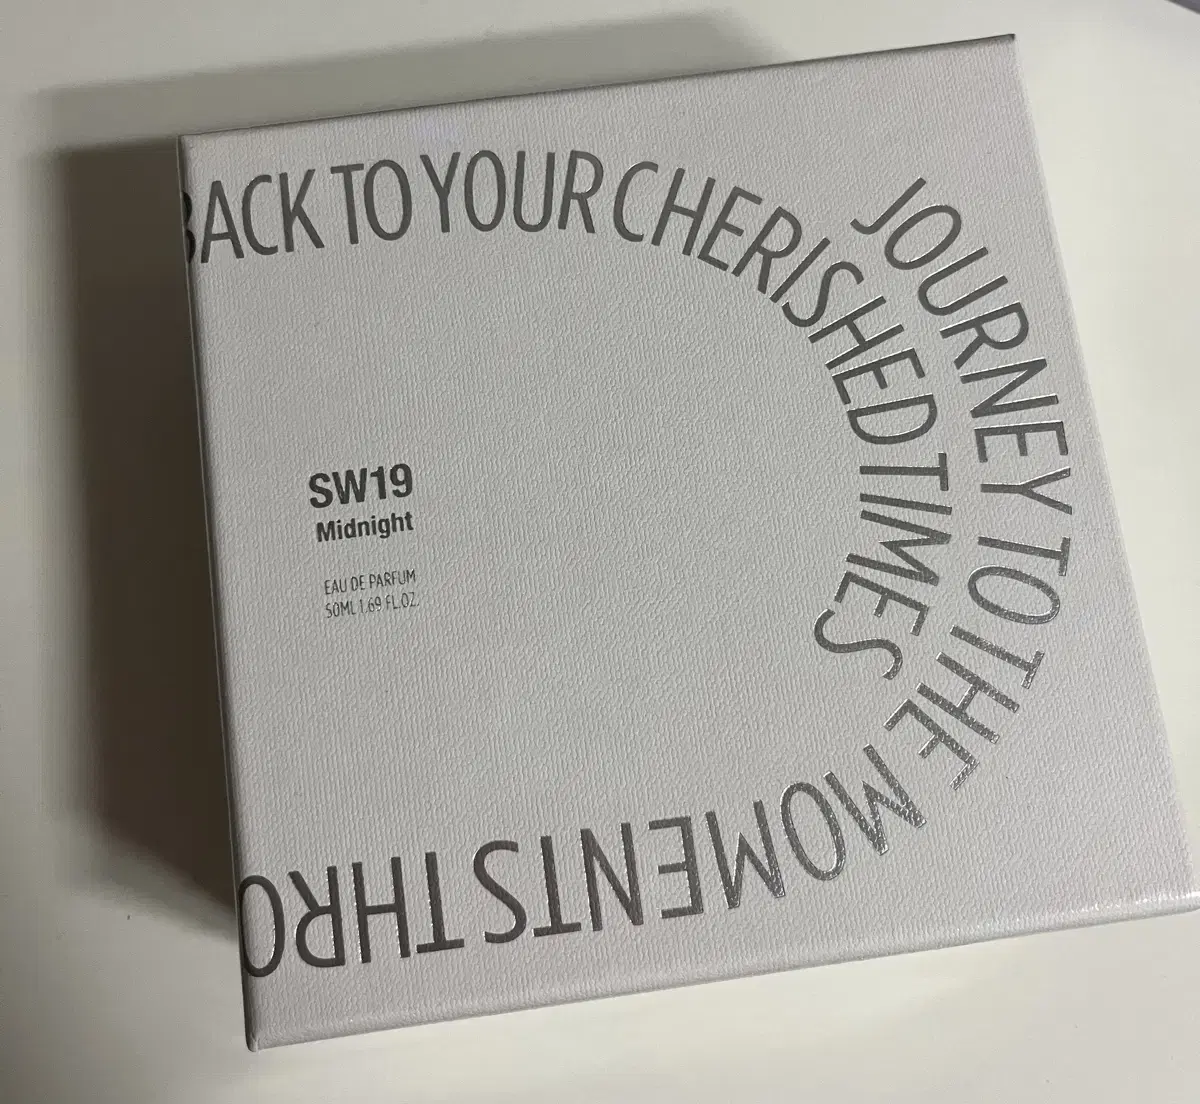 BACK TO YOUR CHERISHED TIMES
JOURNEY TO THE MOMENTS THRO
SW19
Midnight
EAU DE PARFUM
50ML 1.69 FL.OZ.